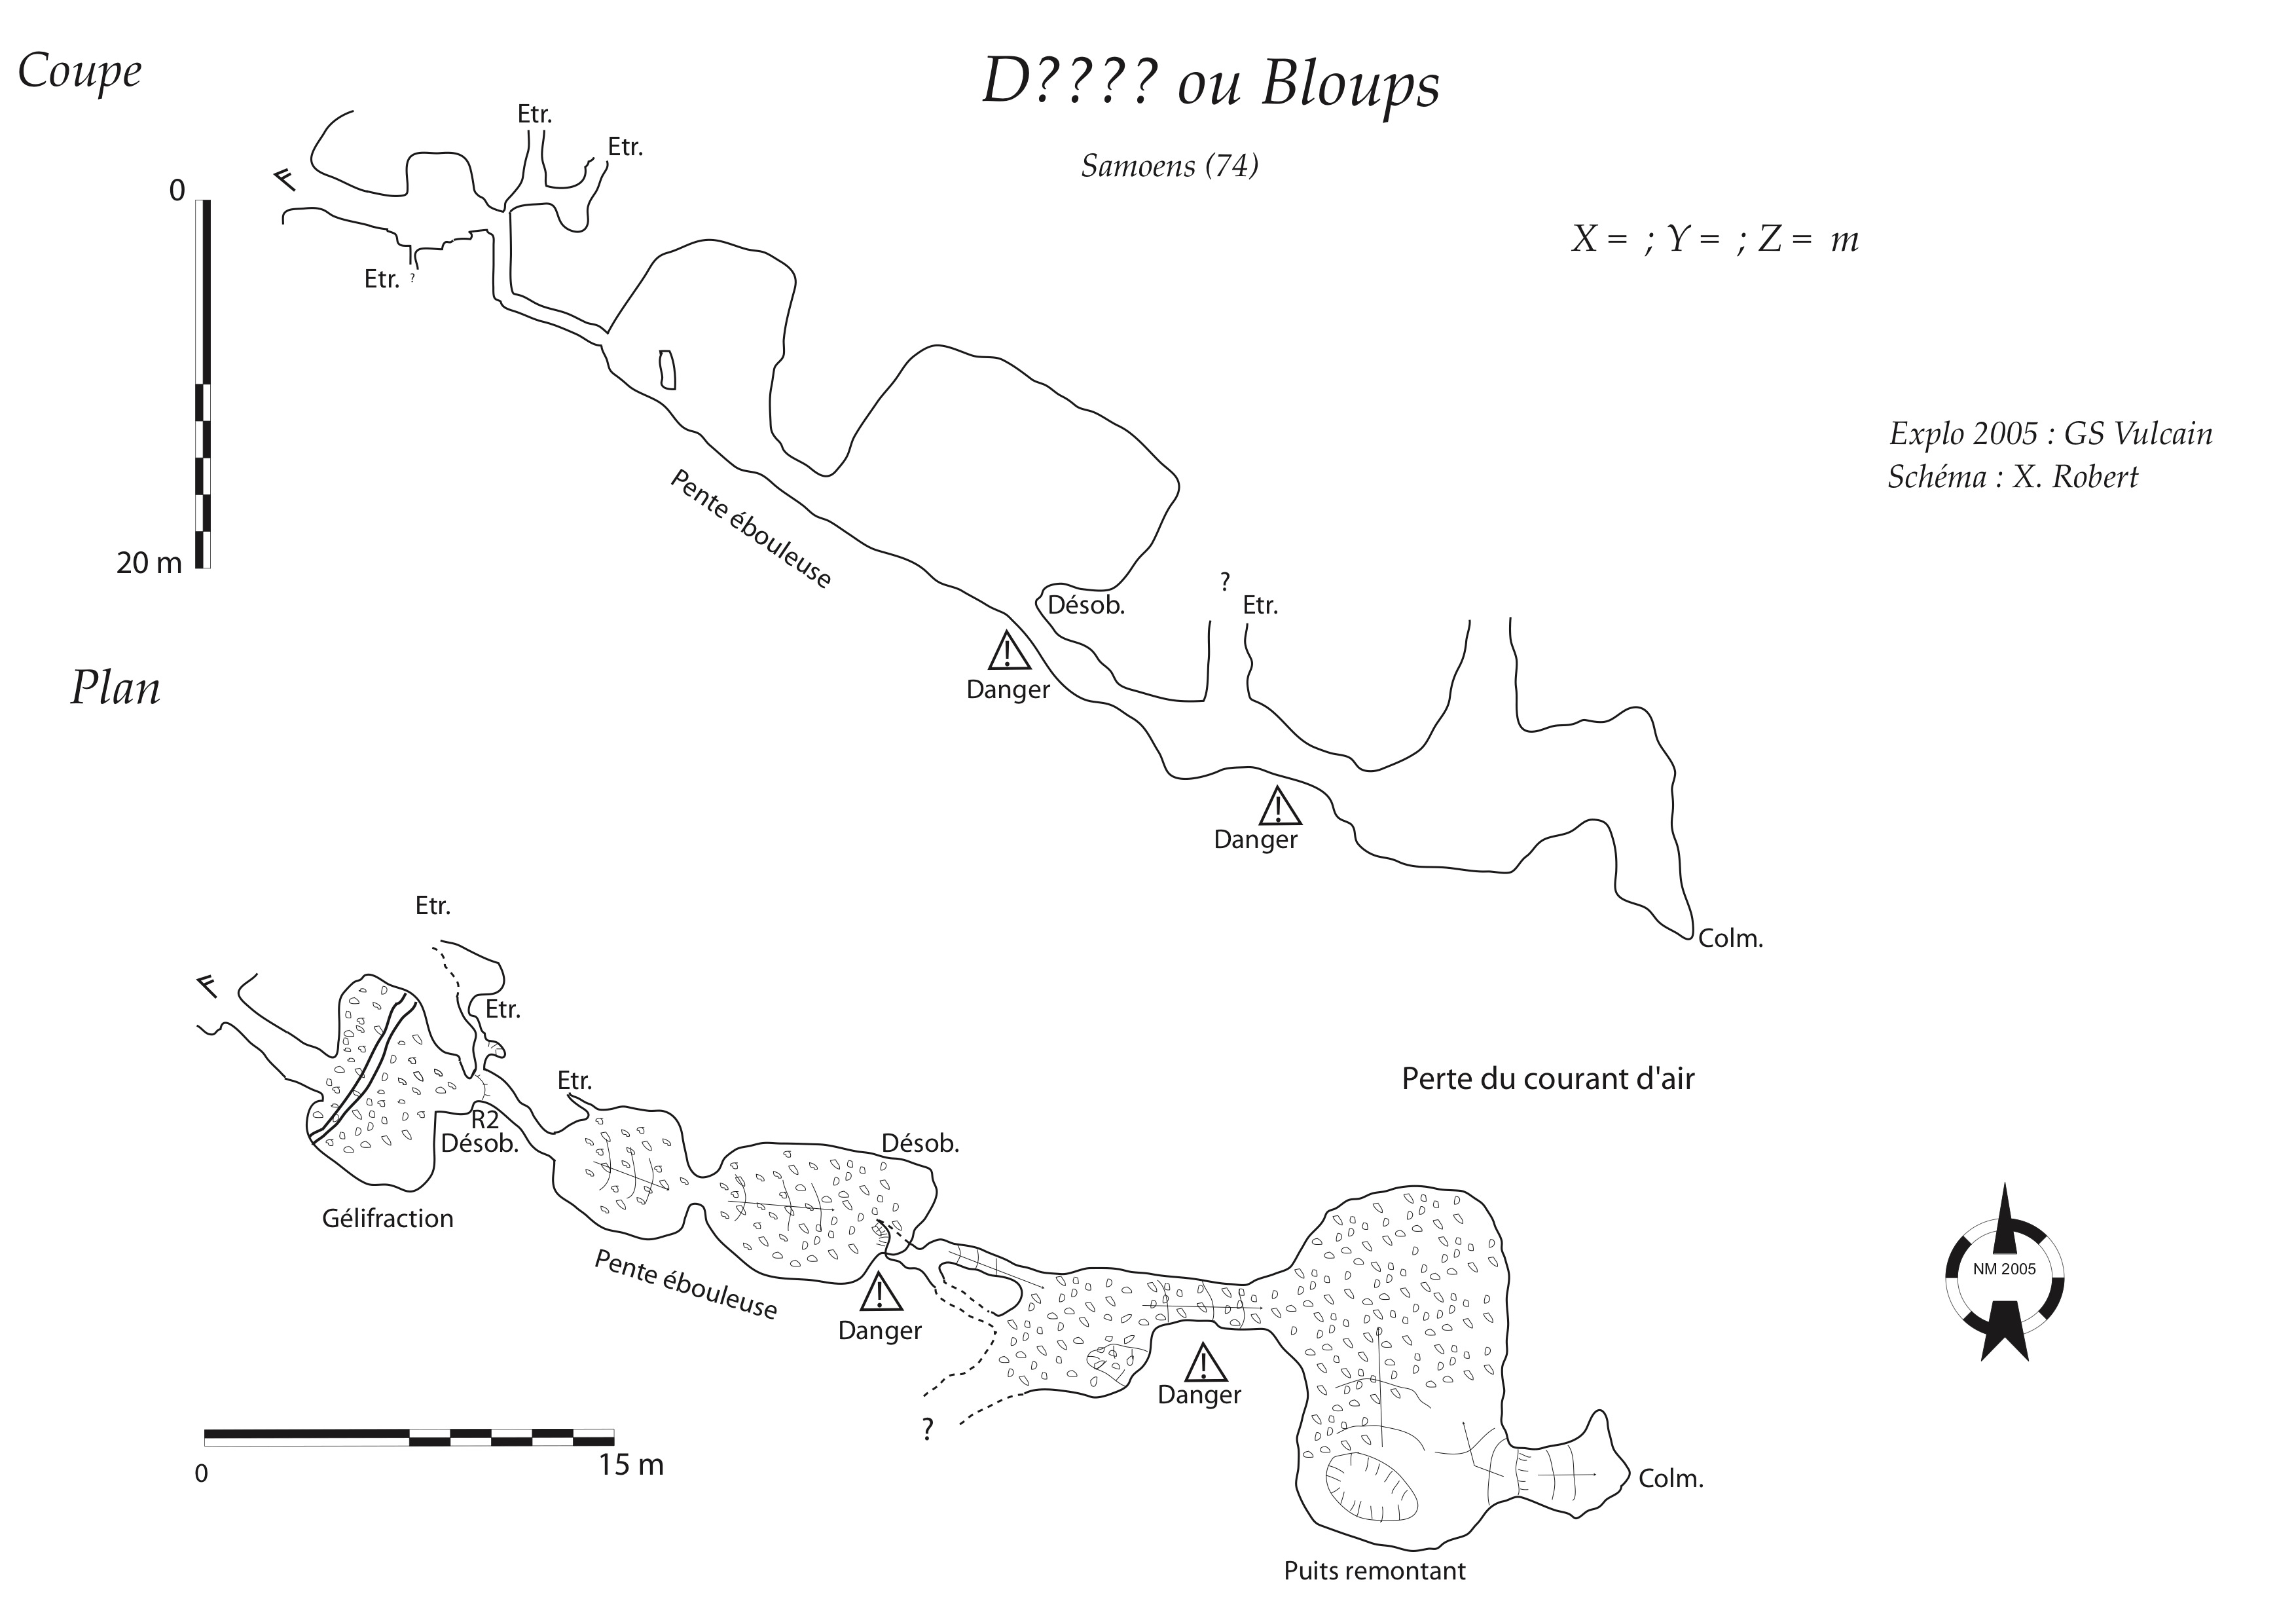 Coupe
D???? ou Bloups
Samoens (74)
X = ; Y = ; Z = m
Explo 2005 : GS Vulcain
Schéma : X. Robert
0
20 m
Etr.
Etr.
Etr. ?
Pente ébouleuse
Désob.
?
Etr.
Danger
Danger
Colm.
Plan
Etr.
Etr.
Etr.
R2
Désob.
Gélifraction
Pente ébouleuse
Désob.
Danger
?
Danger
Perte du courant d'air
Colm.
Puits remontant
0
15 m
NM 2005